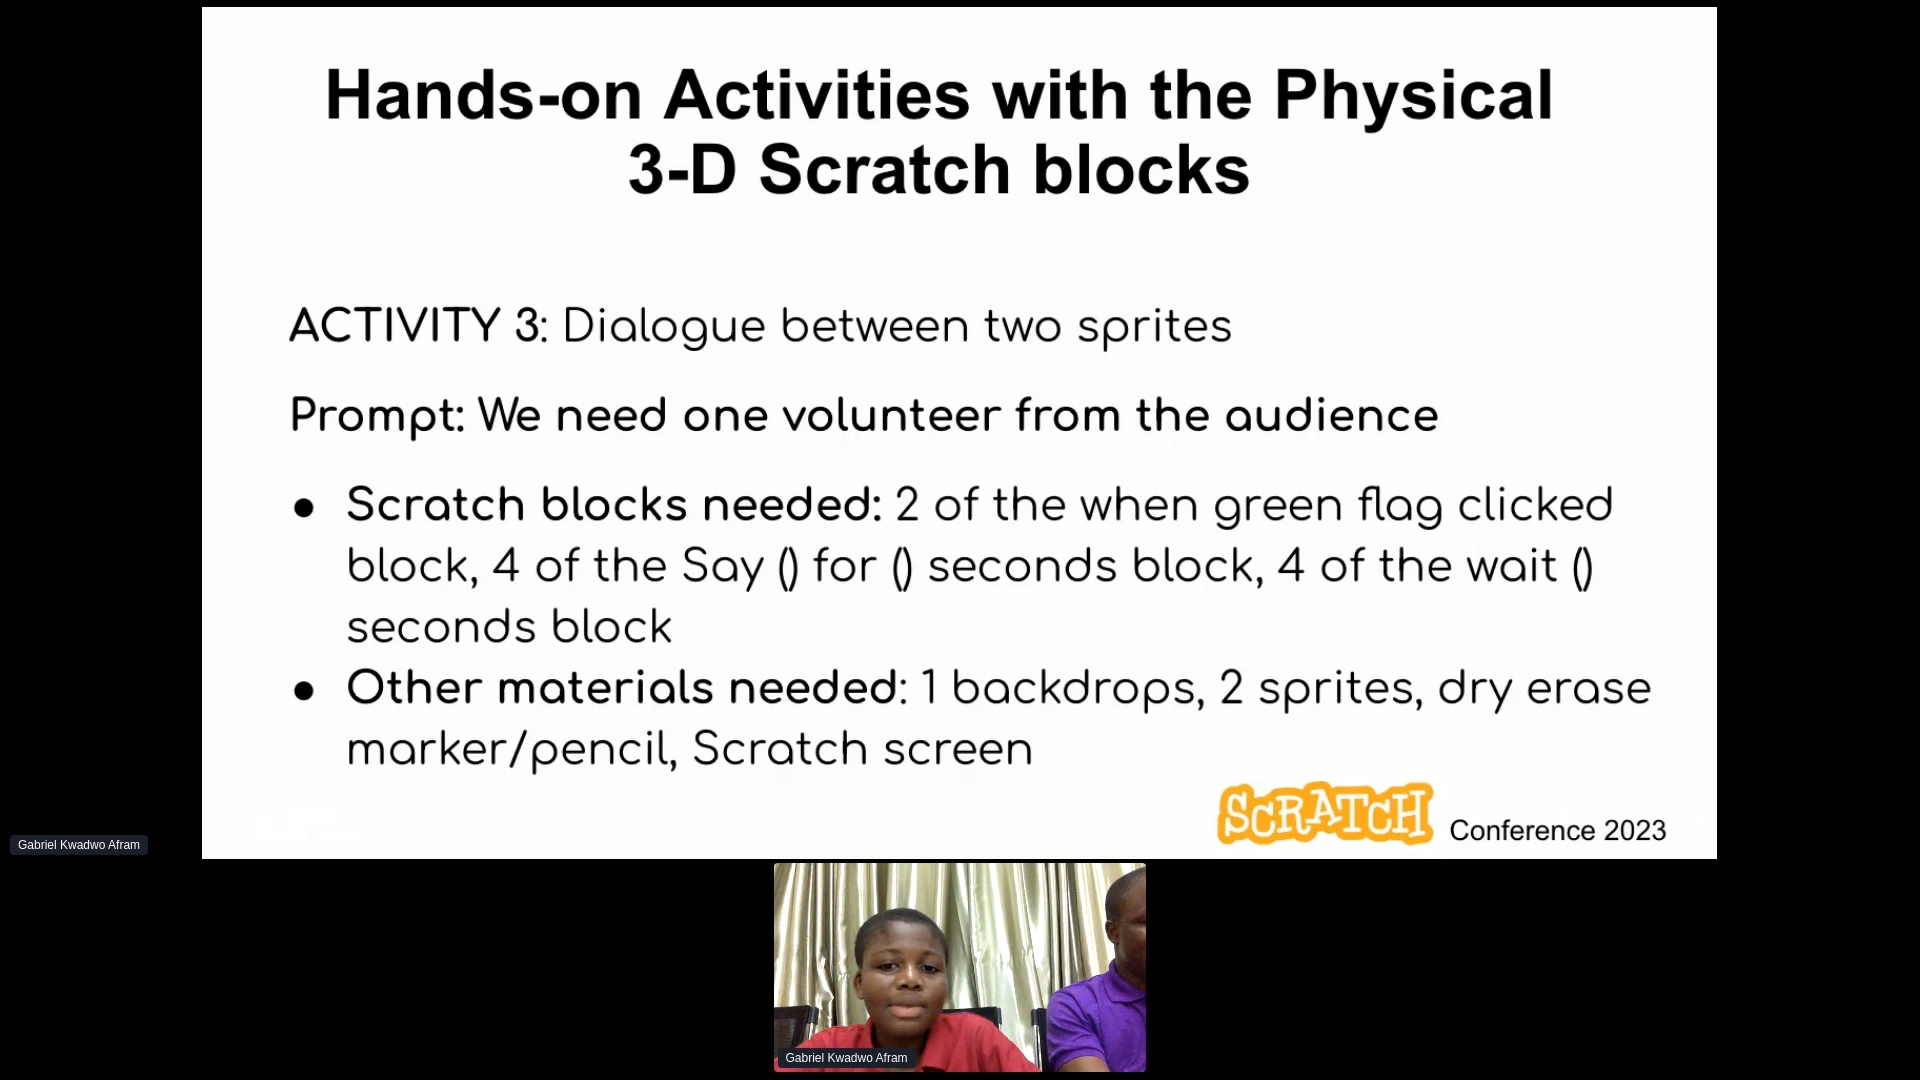 Hands-on Activities with the Physical
3-D Scratch blocks
ACTIVITY 3: Dialogue between two sprites
Prompt: We need one volunteer from the audience
● Scratch blocks needed: 2 of the when green flag clicked
block, 4 of the Say () for () seconds block, 4 of the wait ()
seconds block
● Other materials needed: 1 backdrops, 2 sprites, dry erase
marker/pencil, Scratch screen
SCRATCH Conference 2023
Gabriel Kwadwo Afram
Gabriel Kwadwo Afram